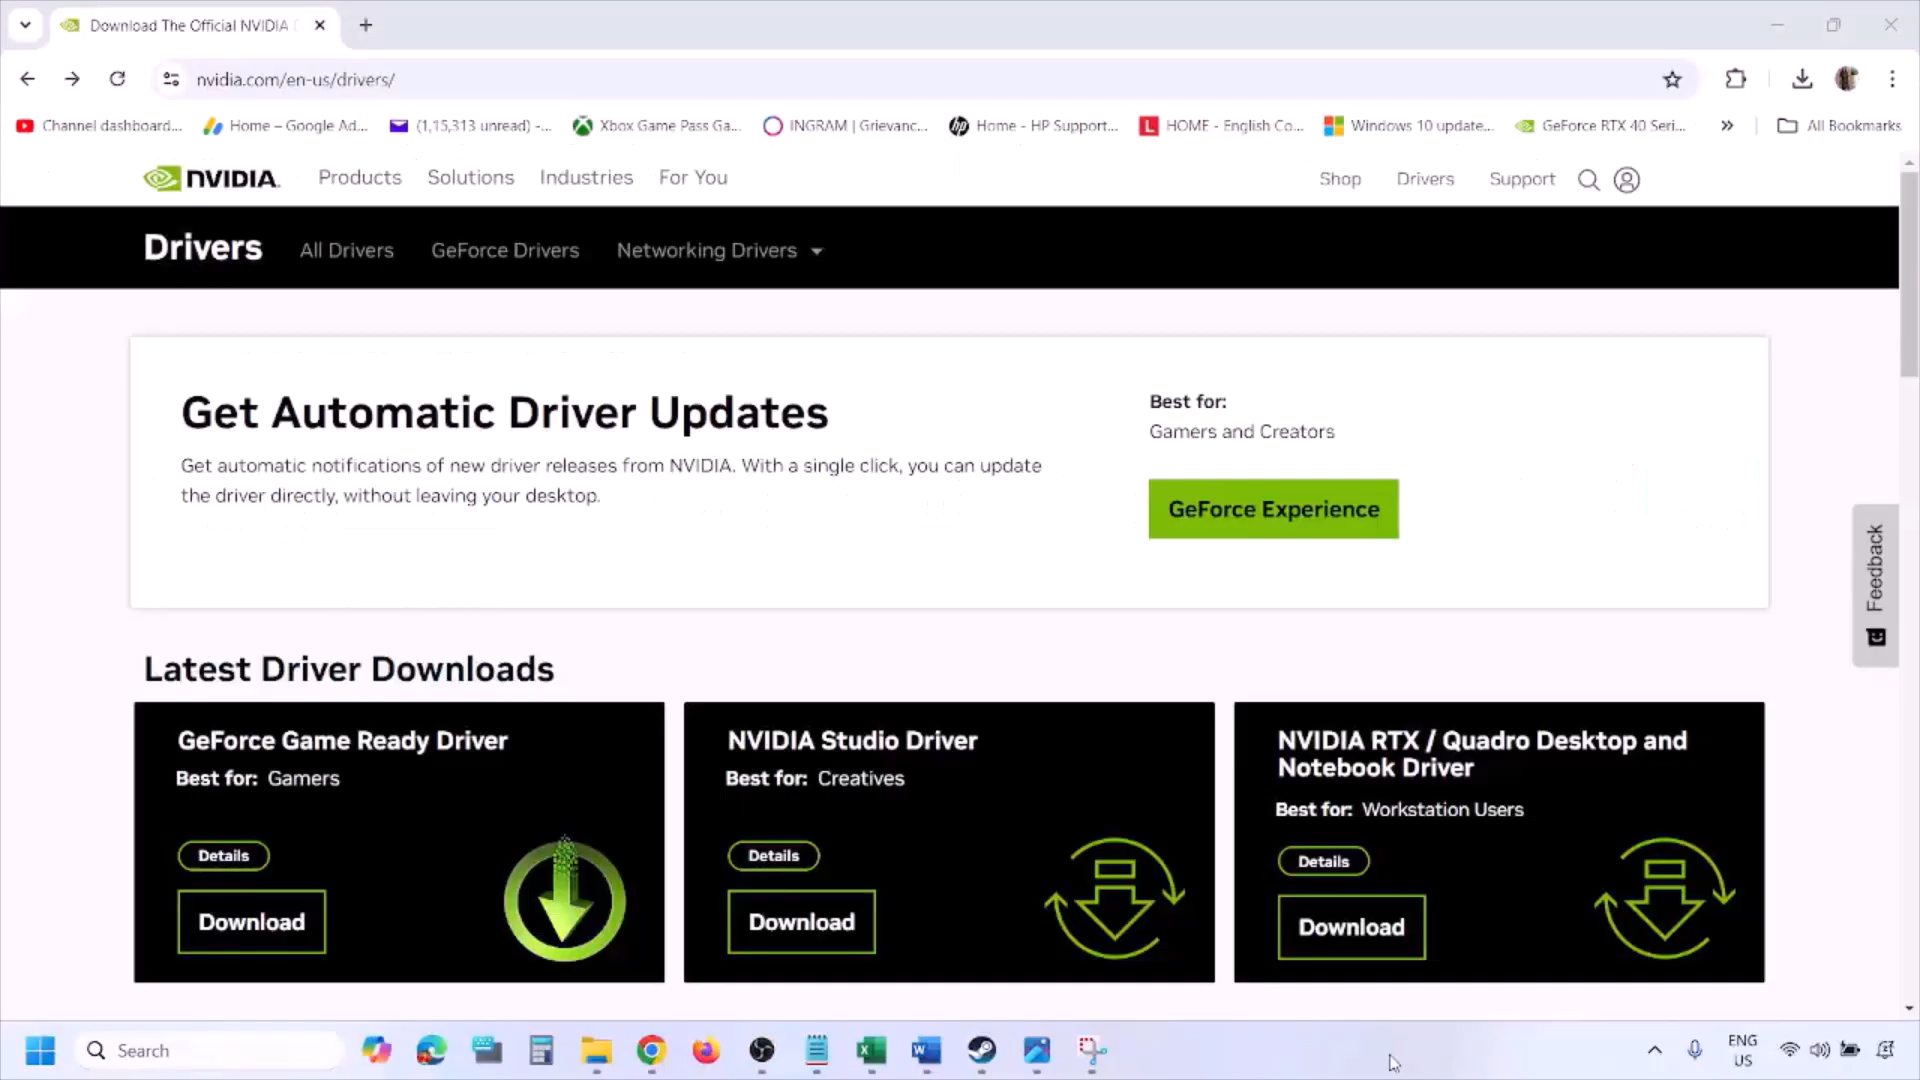 Download The Official NVIDIA
nvidia.com/en-us/drivers/
Channel dashboard...
Home – Google Ad...
(1,15,313 unread) -...
Xbox Game Pass Ga...
INGRAM | Grievanc...
Home - HP Support...
HOME - English Co...
Windows 10 update...
GeForce RTX 40 Seri...
All Bookmarks
NVIDIA.
Products
Solutions
Industries
For You
Shop
Drivers
Support
Drivers
All Drivers
GeForce Drivers
Networking Drivers
Get Automatic Driver Updates
Get automatic notifications of new driver releases from NVIDIA. With a single click, you can update
the driver directly, without leaving your desktop.
Best for:
Gamers and Creators
GeForce Experience
Feedback
Latest Driver Downloads
GeForce Game Ready Driver
Best for: Gamers
Details
Download
NVIDIA Studio Driver
Best for: Creatives
Details
Download
NVIDIA RTX / Quadro Desktop and
Notebook Driver
Best for: Workstation Users
Details
Download
Search
ENG
US